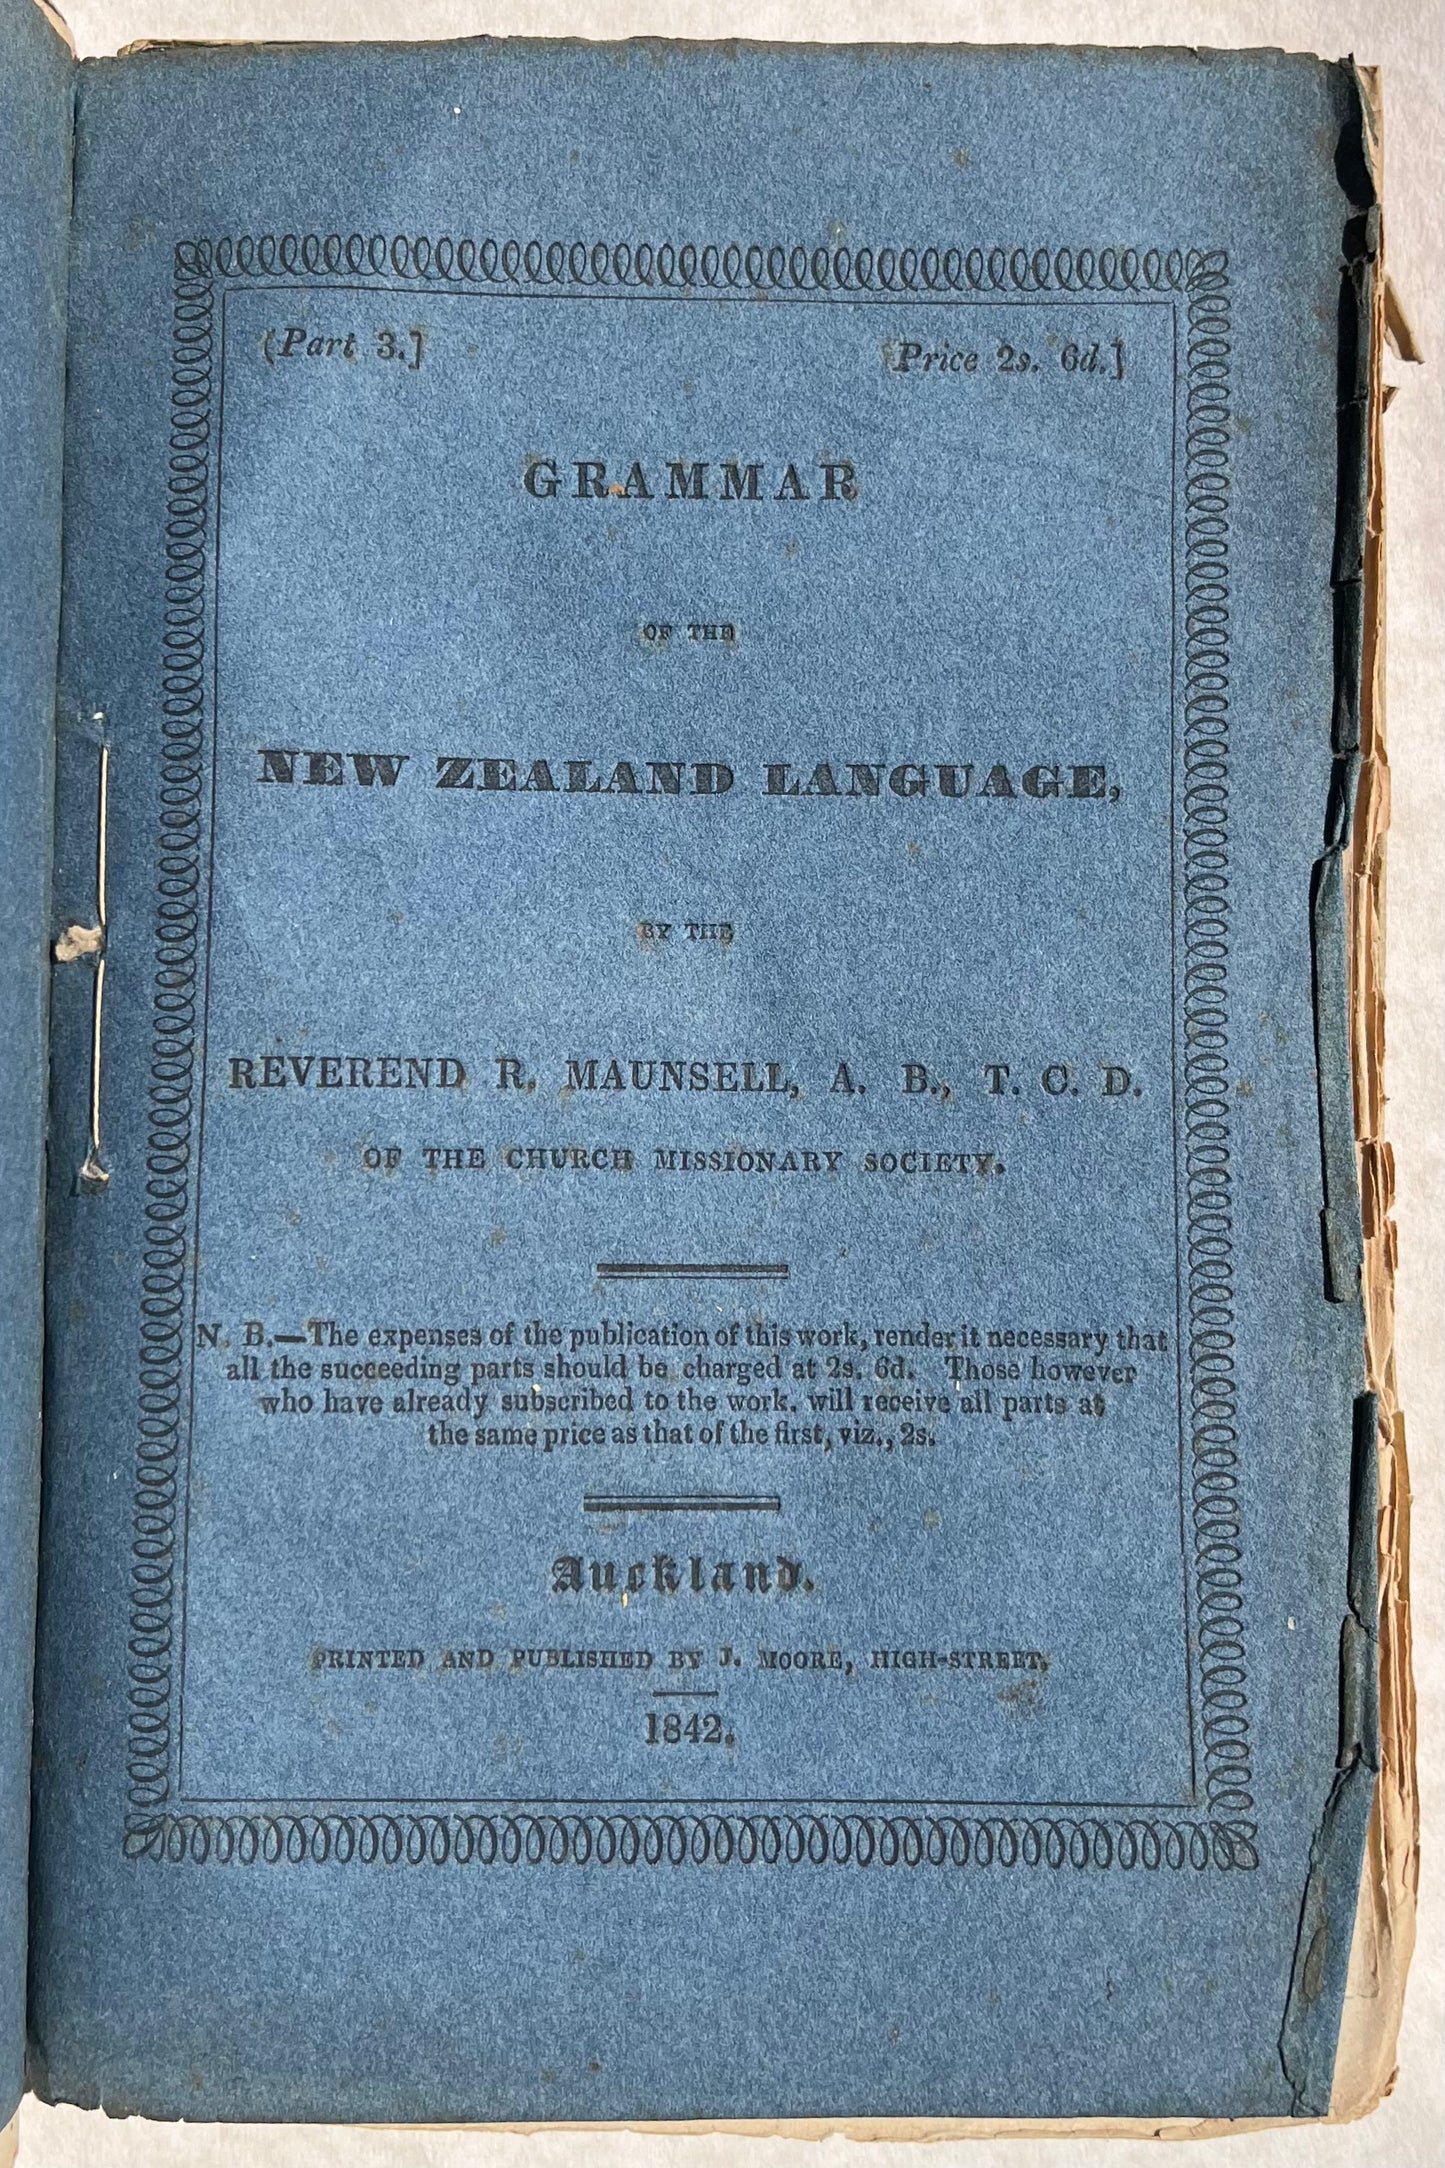 (Part 3.]
[Price 2s. 6d.]
GRAMMAR
OF THE
NEW ZEALAND LANGUAGE,
BY THE
REVEREND R. MAUNSELL, A. B., T. C. D.
OF THE CHURCH MISSIONARY SOCIETY.
N. B.—The expenses of the publication of this work, render it necessary that
all the succeeding parts should be charged at 2s. 6d. Those however
who have already subscribed to the work, will receive all parts at
the same price as that of the first, viz., 2s.
Auckland.
PRINTED AND PUBLISHED BY J. MOORE, HIGH-STREET.
1842.